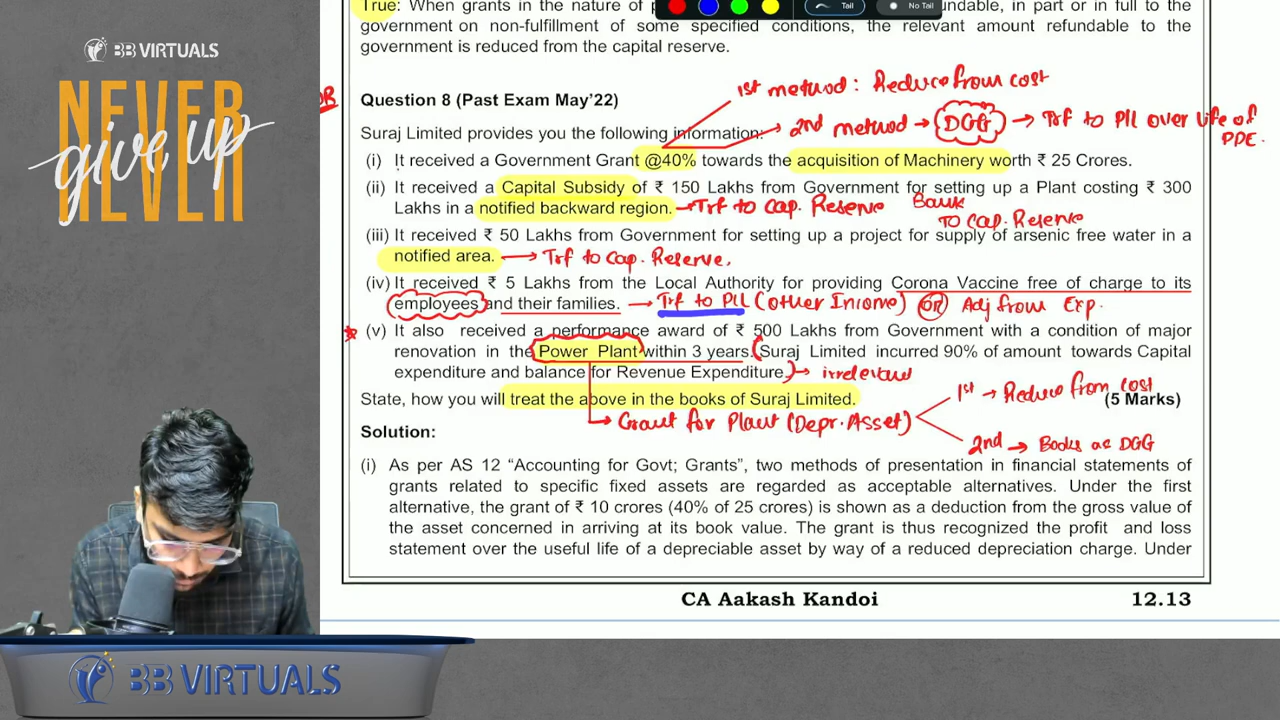 BB VIRTUALS
NEVER
give up
NEVER
Tail
No Tail
True: When grants in the nature of p undable, in part or in full to the
government on non-fulfillment of some specified conditions, the relevant amount refundable to the
government is reduced from the capital reserve.
1st method: Reduce from cost
Question 8 (Past Exam May'22)
2nd method → DGG → Trf to P/L over life of PPE.
Suraj Limited provides you the following information:
(i) It received a Government Grant @40% towards the acquisition of Machinery worth ₹ 25 Crores.
(ii) It received a Capital Subsidy of ₹ 150 Lakhs from Government for setting up a Plant costing ₹ 300
Lakhs in a notified backward region. → Trf to Cap. Reserve Bank
To Cap. Reserve
(iii) It received ₹ 50 Lakhs from Government for setting up a project for supply of arsenic free water in a
notified area. → Trf to Cap. Reserve.
(iv) It received ₹ 5 Lakhs from the Local Authority for providing Corona Vaccine free of charge to its
employees and their families. → Trf to P/L (Other Income) OR Adj from Exp.
(v) It also received a performance award of ₹ 500 Lakhs from Government with a condition of major
renovation in the Power Plant within 3 years. (Suraj Limited incurred 90% of amount towards Capital
expenditure and balance for Revenue Expenditure.) → irrelevant
State, how you will treat the above in the books of Suraj Limited. 1st → Reduce from cost (5 Marks)
→ Grant for Plant (Depr. Asset)
Solution: 2nd → Books as DGG
(i) As per AS 12 “Accounting for Govt; Grants”, two methods of presentation in financial statements of
grants related to specific fixed assets are regarded as acceptable alternatives. Under the first
alternative, the grant of ₹ 10 crores (40% of 25 crores) is shown as a deduction from the gross value of
the asset concerned in arriving at its book value. The grant is thus recognized the profit and loss
statement over the useful life of a depreciable asset by way of a reduced depreciation charge. Under
CA Aakash Kandoi 12.13
BB VIRTUALS